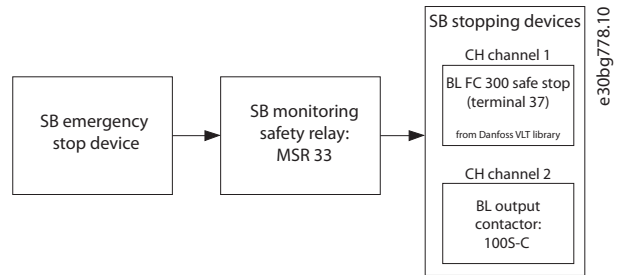 SB emergency
stop device
SB monitoring
safety relay:
MSR 33
SB stopping devices
CH channel 1
BL FC 300 safe stop
(terminal 37)
from Danfoss VLT library
CH channel 2
BL output
contactor:
100S-C
e30bg778.10